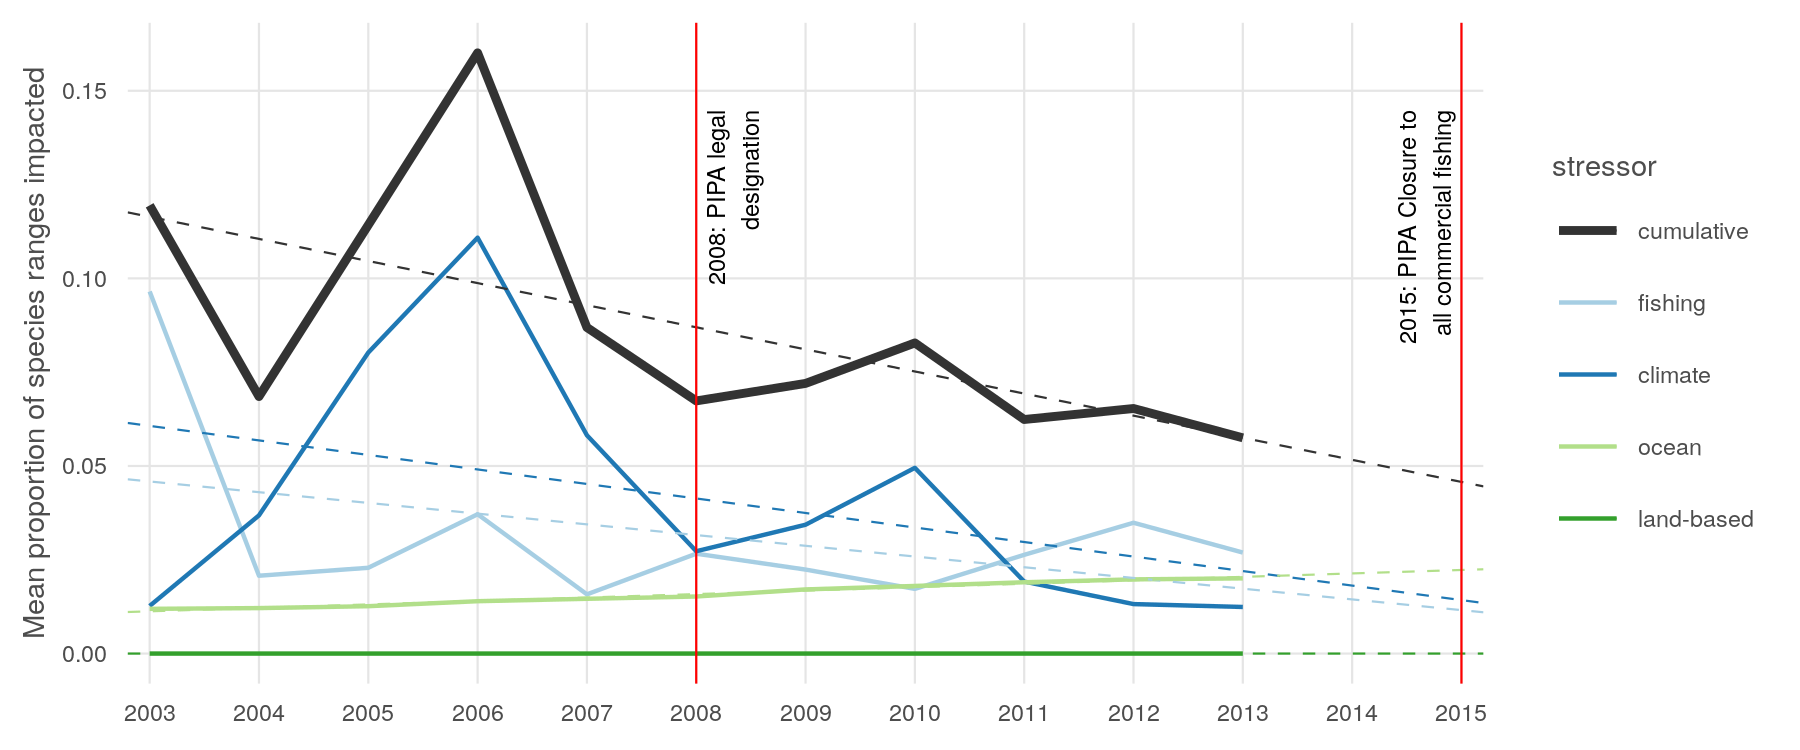 Mean proportion of species ranges impacted
0.15
0.10
0.05
0.00
2003
2004
2005
2006
2007
2008
2009
2010
2011
2012
2013
2014
2015
2008: PIPA legal
designation
2015: PIPA Closure to
all commercial fishing
stressor
cumulative
fishing
climate
ocean
land-based